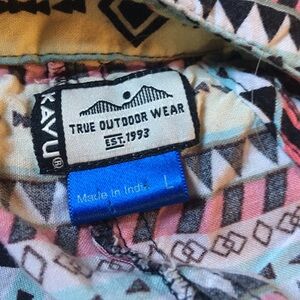 KAVU®
TRUE OUTDOOR WEAR
EST. 1993
Made In India
L